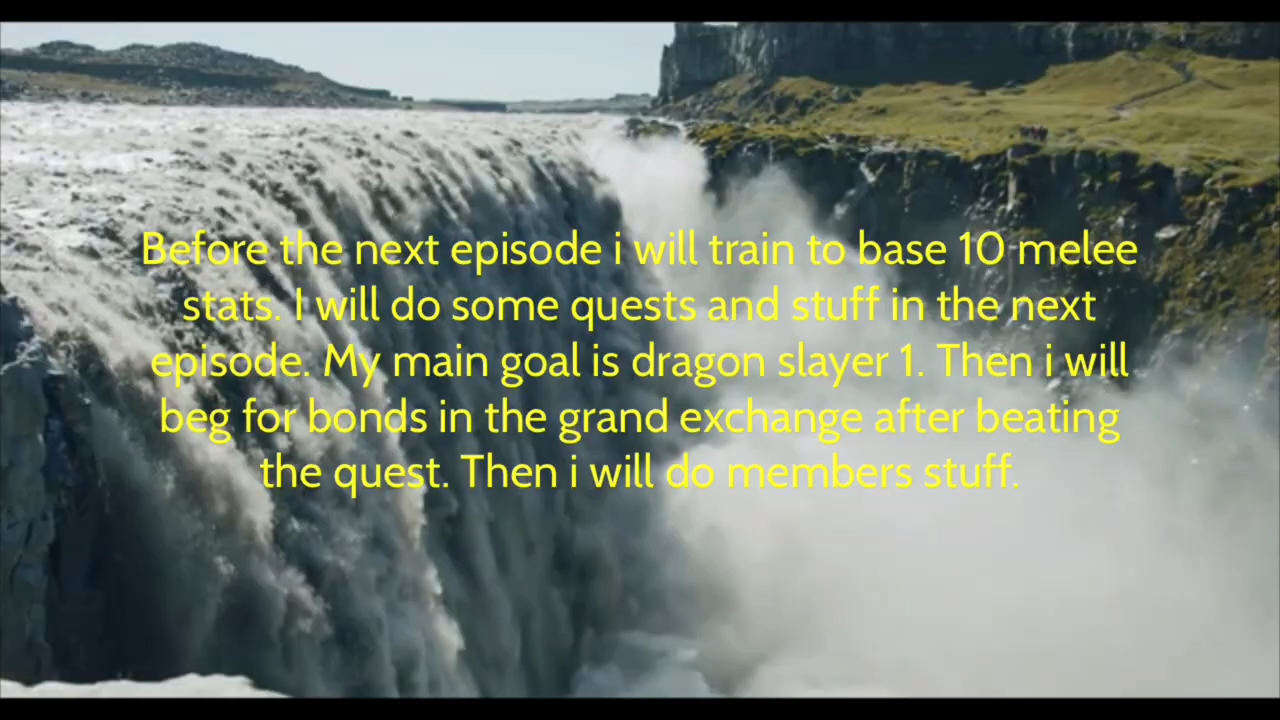 Before the next episode i will train to base 10 melee
stats. I will do some quests and stuff in the next
episode. My main goal is dragon slayer 1. Then i will
beg for bonds in the grand exchange after beating
the quest. Then i will do members stuff.